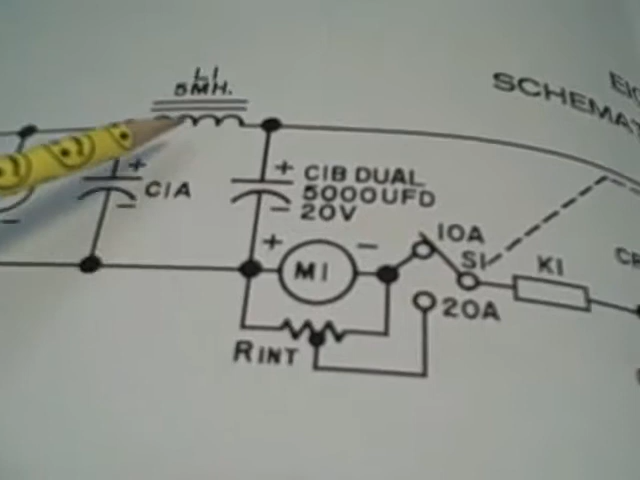 L1
5MH.
SCHEMAT
+
C1A
−
+
C1B DUAL
5000UFD
−
20V
+
M1
−
10A
S1
K1
20A
RINT